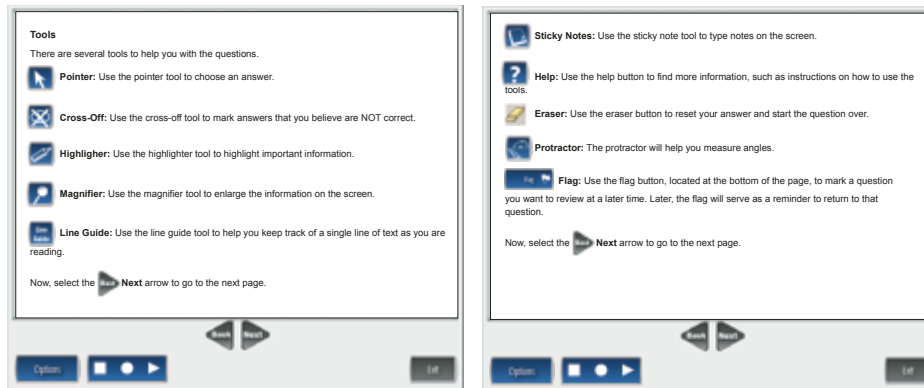 Tools
There are several tools to help you with the questions.
Pointer: Use the pointer tool to choose an answer.
Cross-Off: Use the cross-off tool to mark answers that you believe are NOT correct.
Highligher: Use the highlighter tool to highlight important information.
Magnifier: Use the magnifier tool to enlarge the information on the screen.
Line Guide
Line Guide: Use the line guide tool to help you keep track of a single line of text as you are
reading.
Now, select the Next Next arrow to go to the next page.
Back Next
Options Exit
Sticky Notes: Use the sticky note tool to type notes on the screen.
? Help: Use the help button to find more information, such as instructions on how to use the
tools.
Eraser: Use the eraser button to reset your answer and start the question over.
Protractor: The protractor will help you measure angles.
Flag Flag: Use the flag button, located at the bottom of the page, to mark a question
you want to review at a later time. Later, the flag will serve as a reminder to return to that
question.
Now, select the Next Next arrow to go to the next page.
Back Next
Options Exit